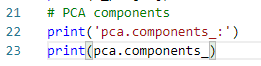 21 # PCA components
22 print('pca.components_:')
23 print(pca.components_)